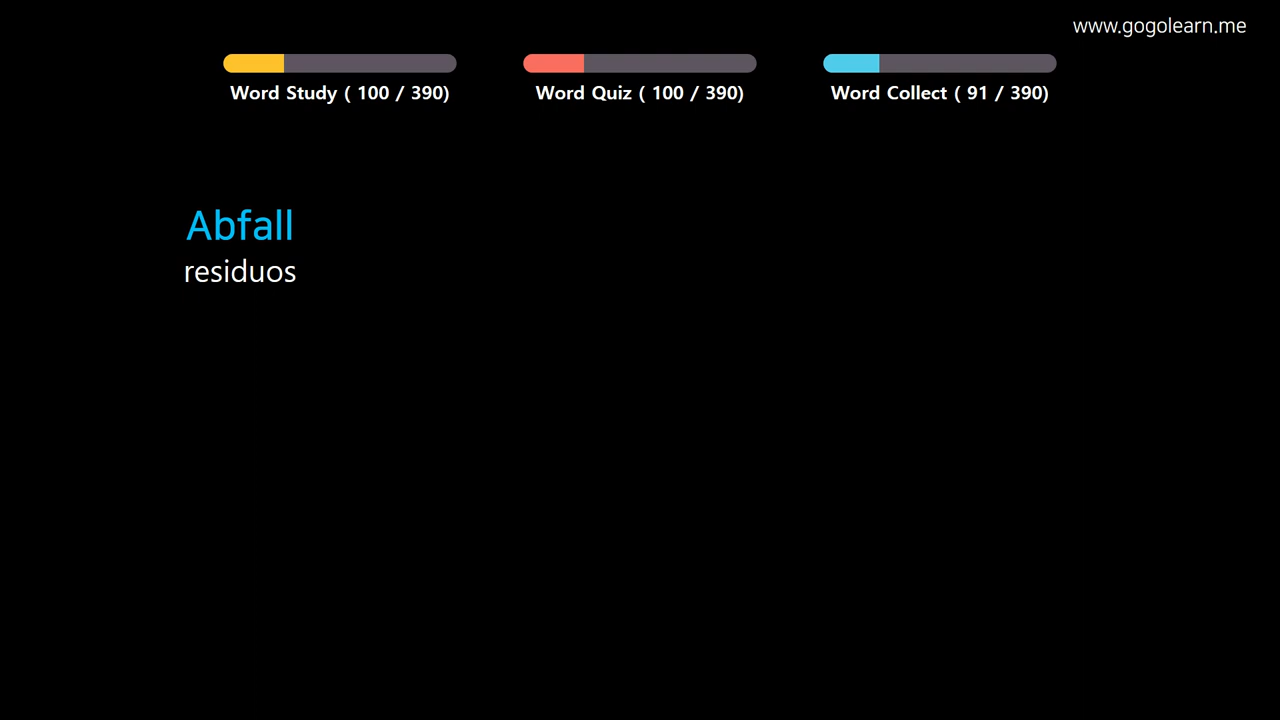 www.gogolearn.me
Word Study ( 100 / 390)
Word Quiz ( 100 / 390)
Word Collect ( 91 / 390)
Abfall
residuos